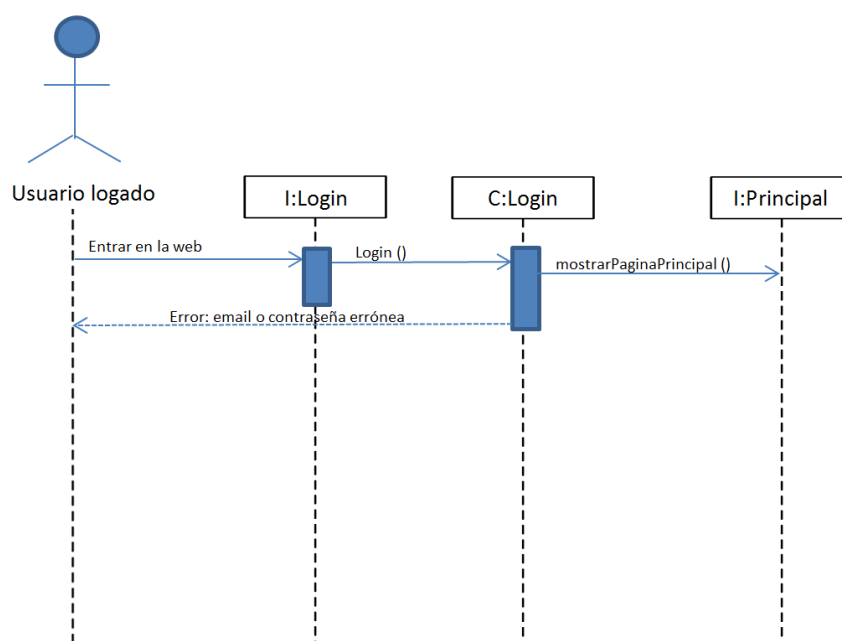 Usuario logado
I:Login
C:Login
I:Principal
Entrar en la web
Login ()
mostrarPaginaPrincipal ()
Error: email o contraseña errónea